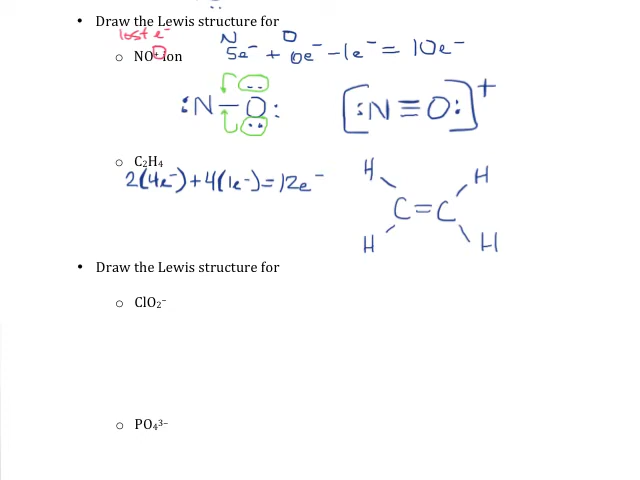 • Draw the Lewis structure for
lost e⁻ N O
○ NO⁺ ion 5e⁻ + 6e⁻ - 1e⁻ = 10e⁻
:N — O: [:N ≡ O:]⁺
○ C₂H₄
2(4e⁻) + 4(1e⁻) = 12e⁻ H H
C = C
H H
• Draw the Lewis structure for
○ ClO₂⁻
○ PO₄³⁻